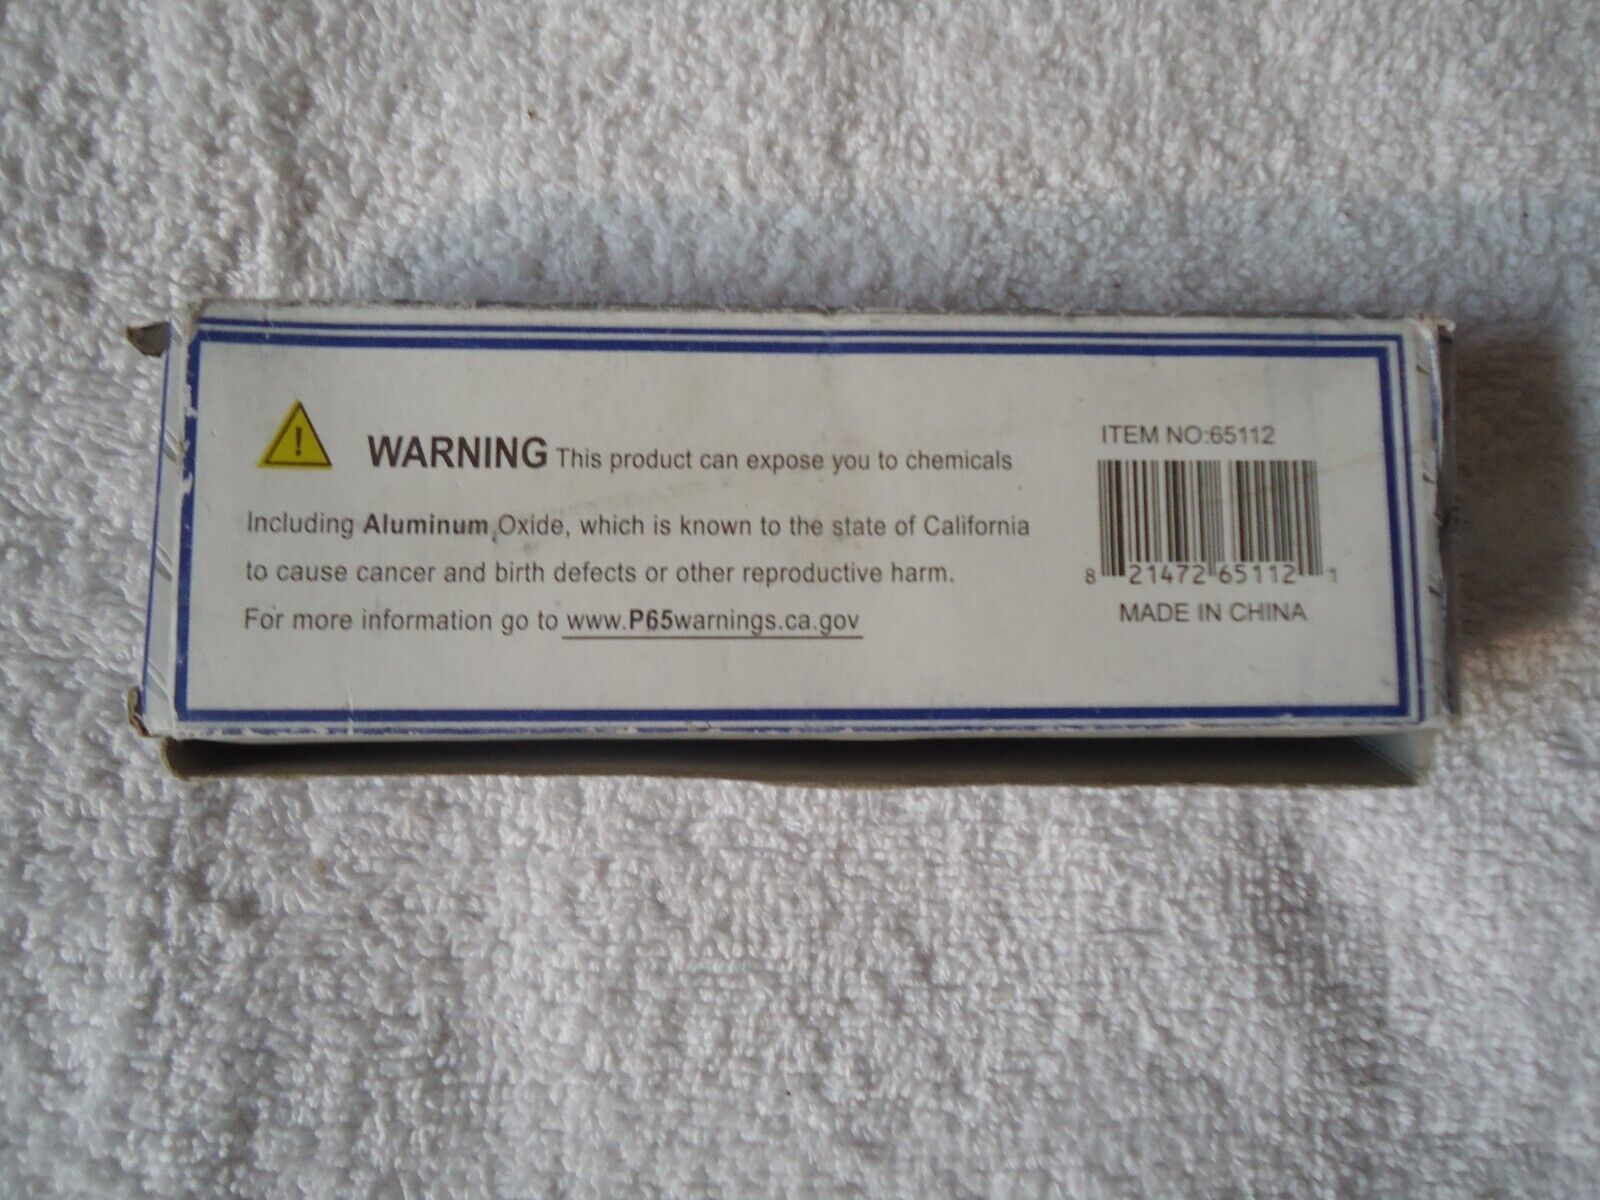 WARNING This product can expose you to chemicals
Including Aluminum Oxide, which is known to the state of California
to cause cancer and birth defects or other reproductive harm.
For more information go to www.P65warnings.ca.gov
ITEM NO:65112
8 21472 65112 1
MADE IN CHINA